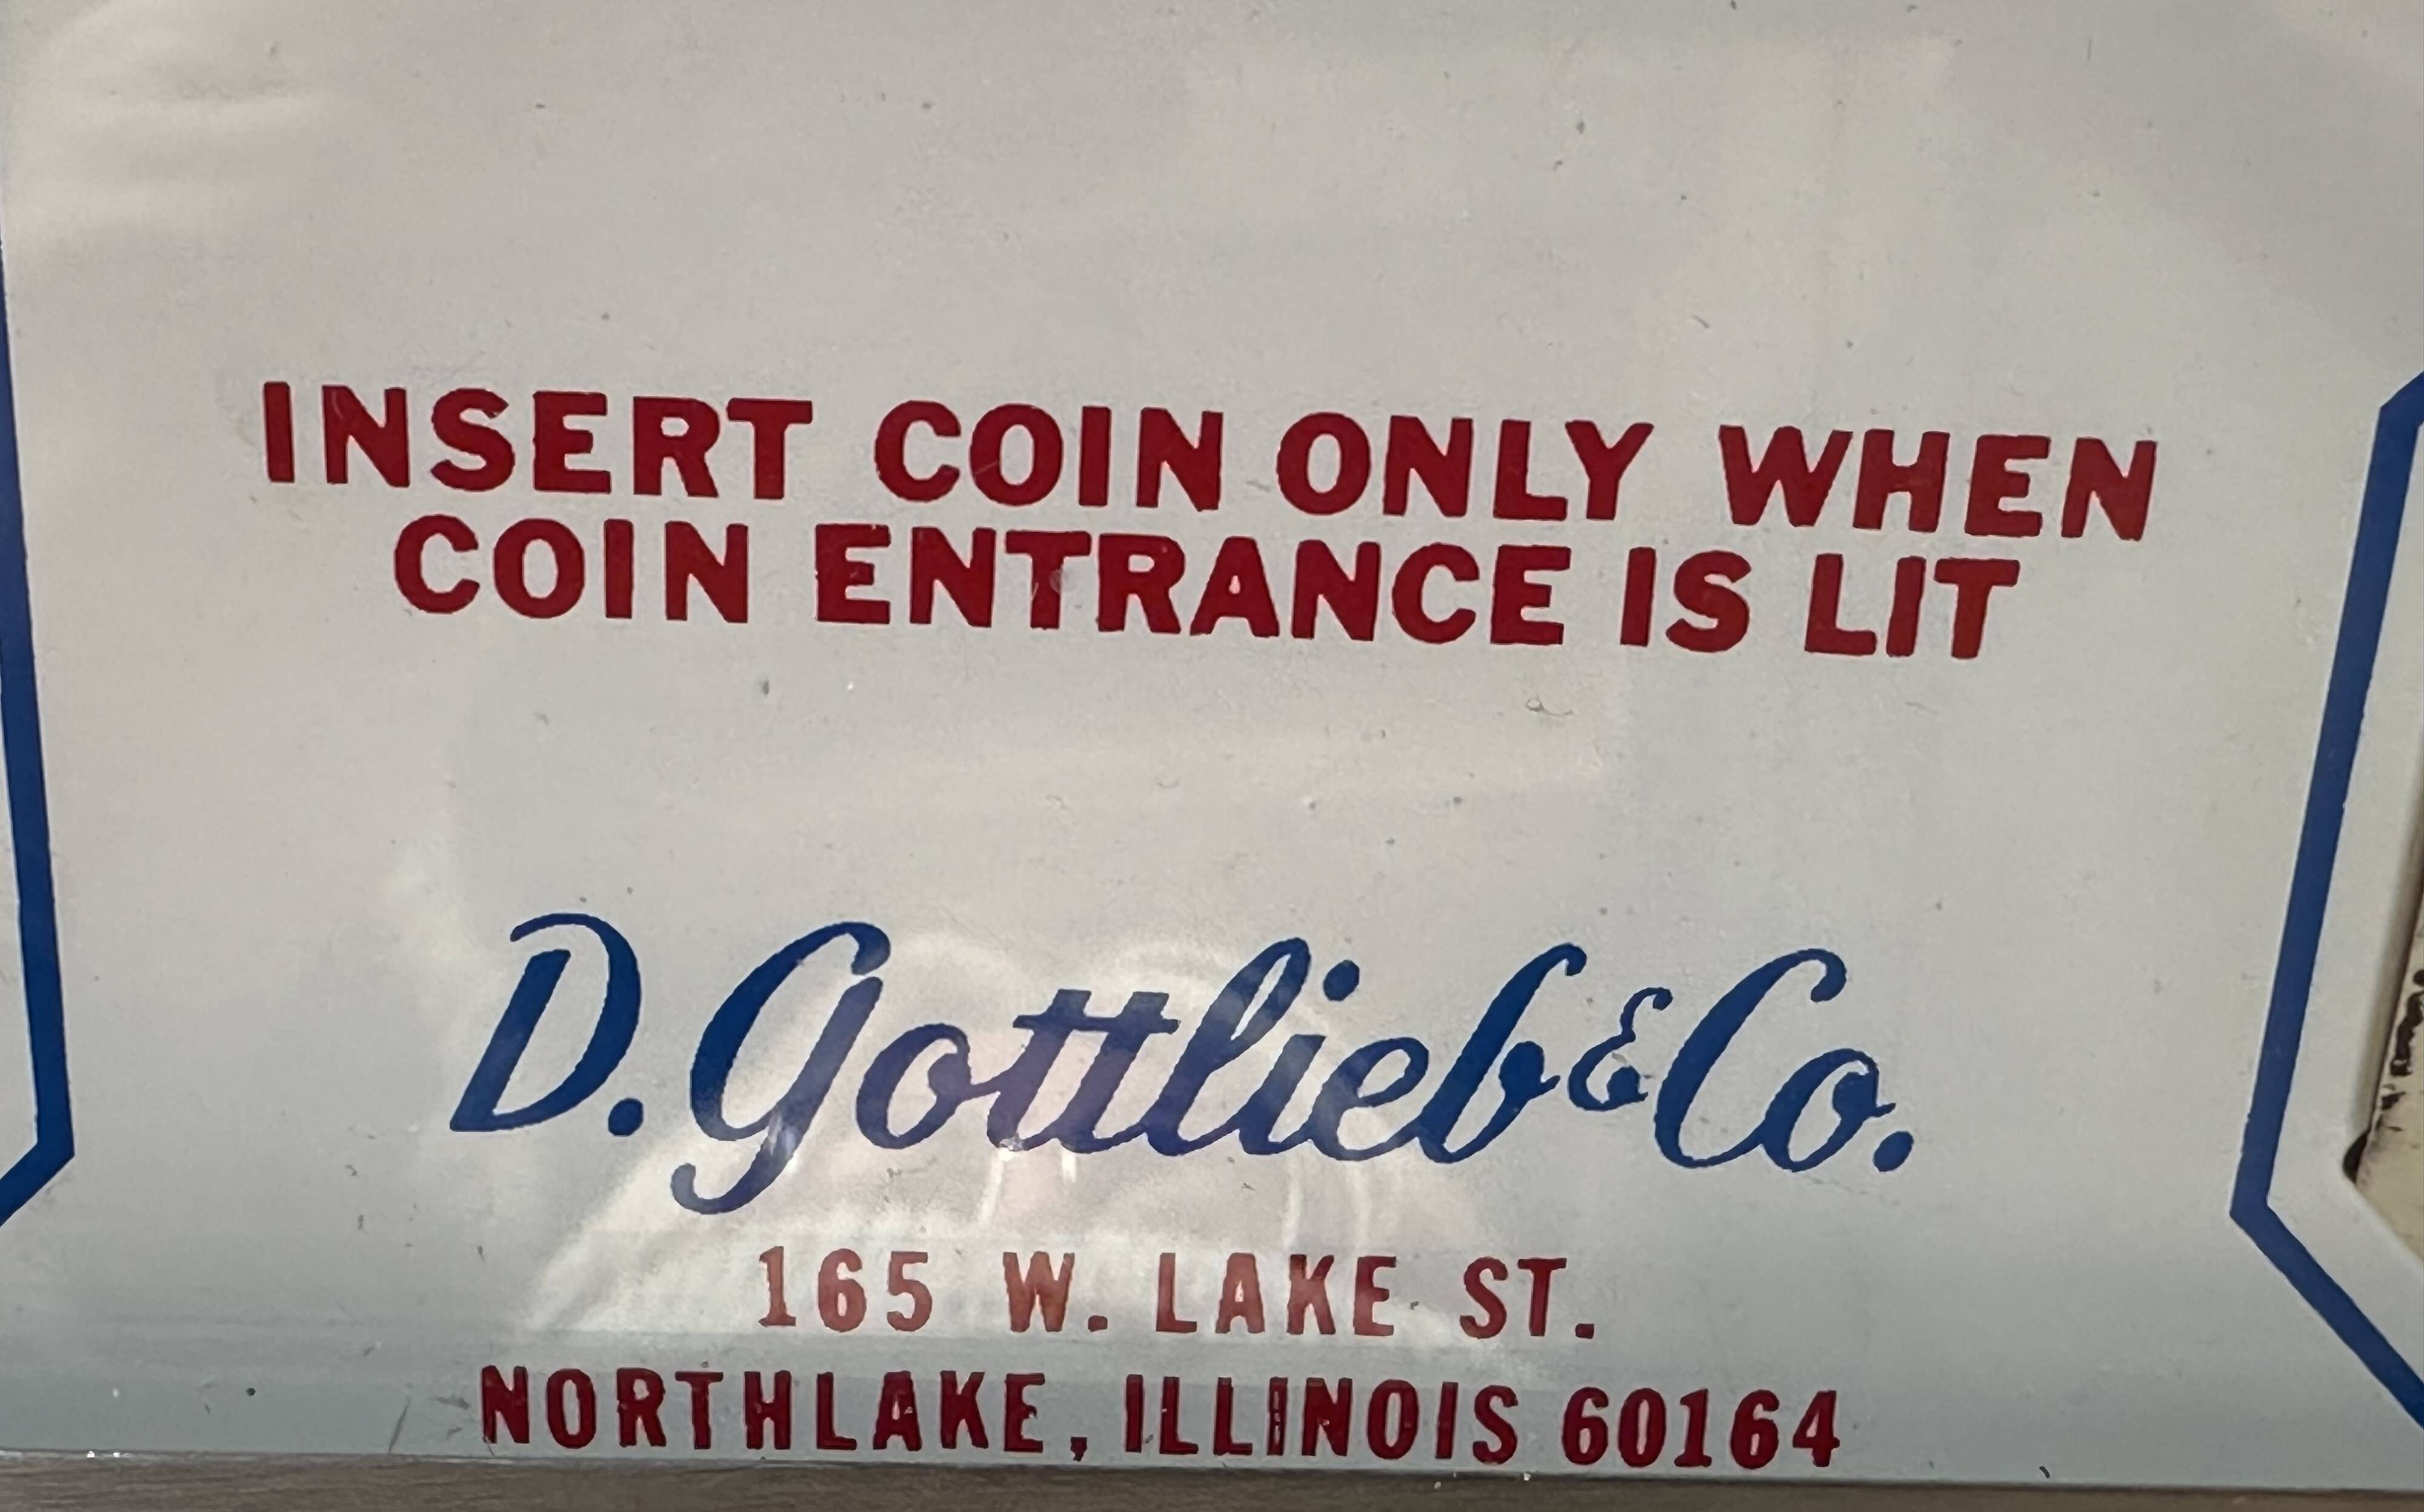 INSERT COIN ONLY WHEN
COIN ENTRANCE IS LIT
D. Gottlieb & Co.
165 W. LAKE ST.
NORTHLAKE, ILLINOIS 60164